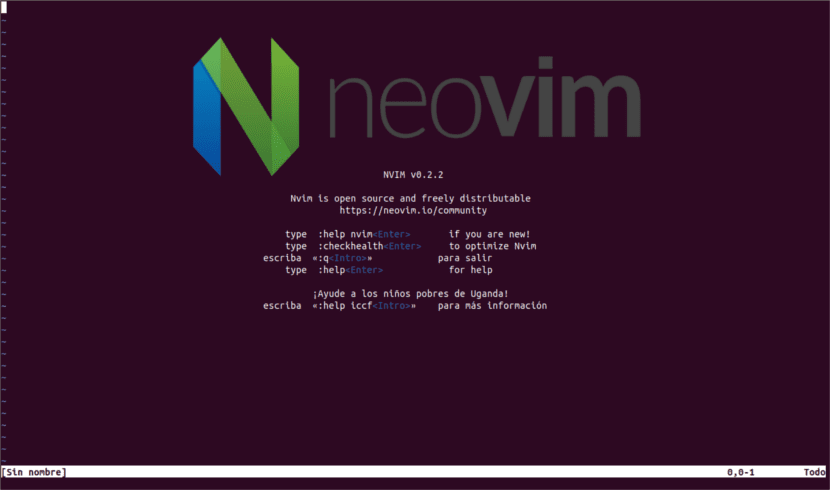 neovim
NVIM v0.2.2
Nvim is open source and freely distributable
https://neovim.io/community
type :help nvim<Enter> if you are new!
type :checkhealth<Enter> to optimize Nvim
escriba «:q<Intro>» para salir
type :help<Enter> for help
¡Ayude a los niños pobres de Uganda!
escriba «:help iccf<Intro>» para más información
[Sin nombre] 0,0-1 Todo